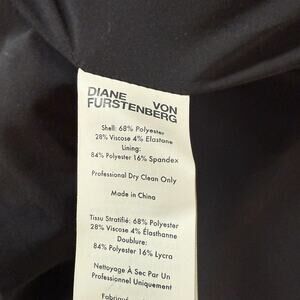 DIANE VON
FURSTENBERG
Shell: 68% Polyester
28% Viscose 4% Elastane
Lining:
84% Polyester 16% Spandex
Professional Dry Clean Only
Made in China
Tissu Stratifié: 68% Polyester
28% Viscose 4% Élasthanne
Doublure:
84% Polyester 16% Lycra
Nettoyage À Sec Par Un
Professionnel Uniquement
Fabriqué